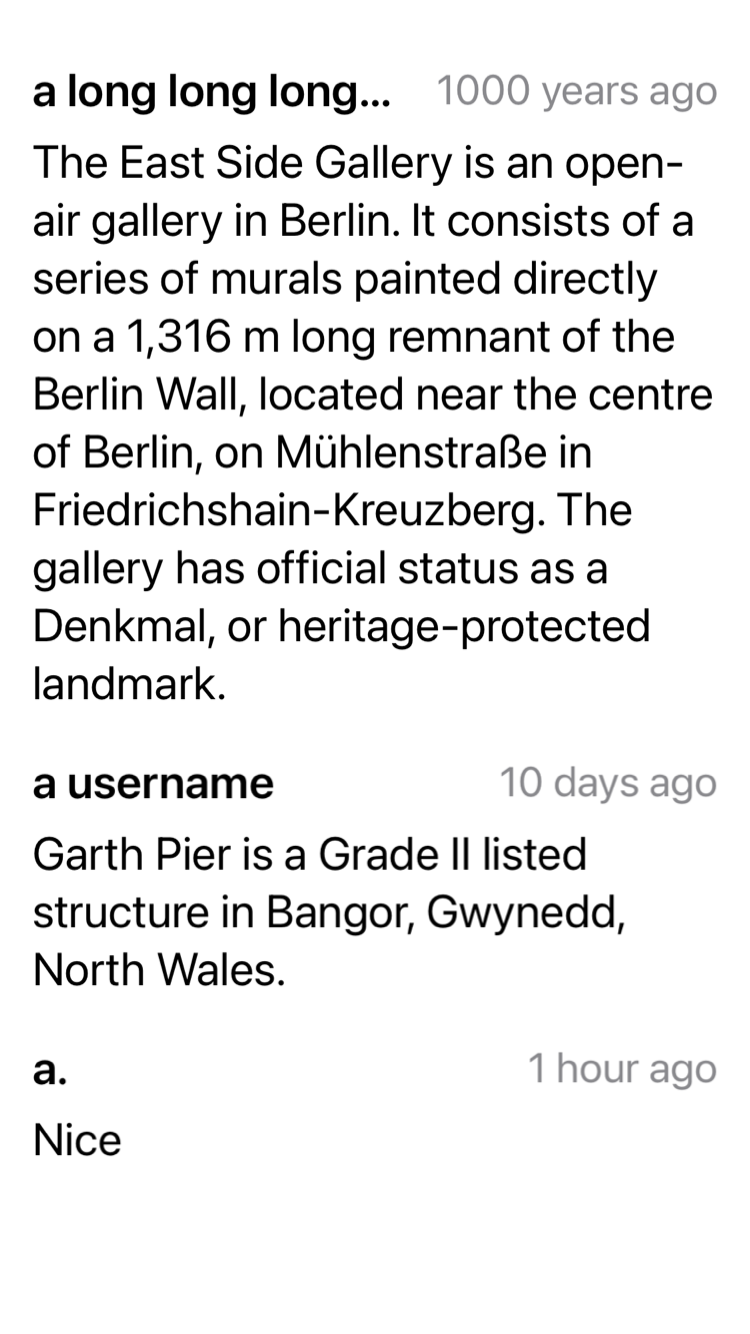 a long long long... 1000 years ago
The East Side Gallery is an open-
air gallery in Berlin. It consists of a
series of murals painted directly
on a 1,316 m long remnant of the
Berlin Wall, located near the centre
of Berlin, on Mühlenstraße in
Friedrichshain-Kreuzberg. The
gallery has official status as a
Denkmal, or heritage-protected
landmark.
a username 10 days ago
Garth Pier is a Grade II listed
structure in Bangor, Gwynedd,
North Wales.
a. 1 hour ago
Nice